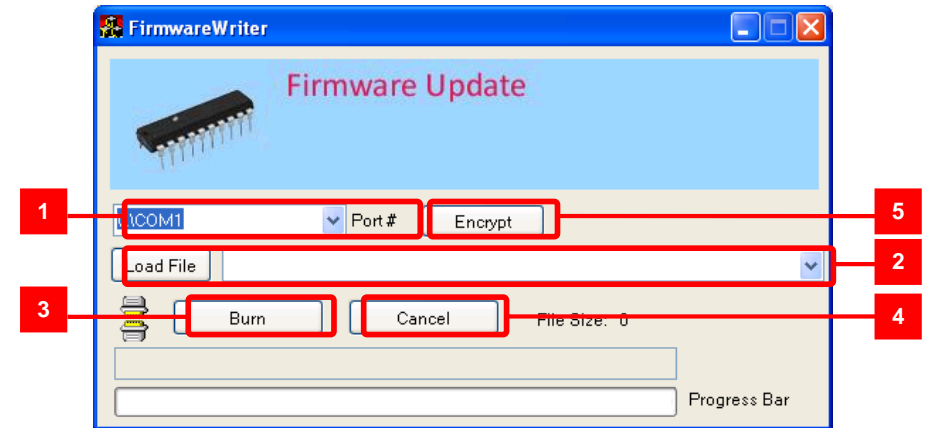 FirmwareWriter
Firmware Update
1
\\.\COM1
Port #
Encrypt
5
Load File
2
3
Burn
Cancel
File Size: 0
4
Progress Bar